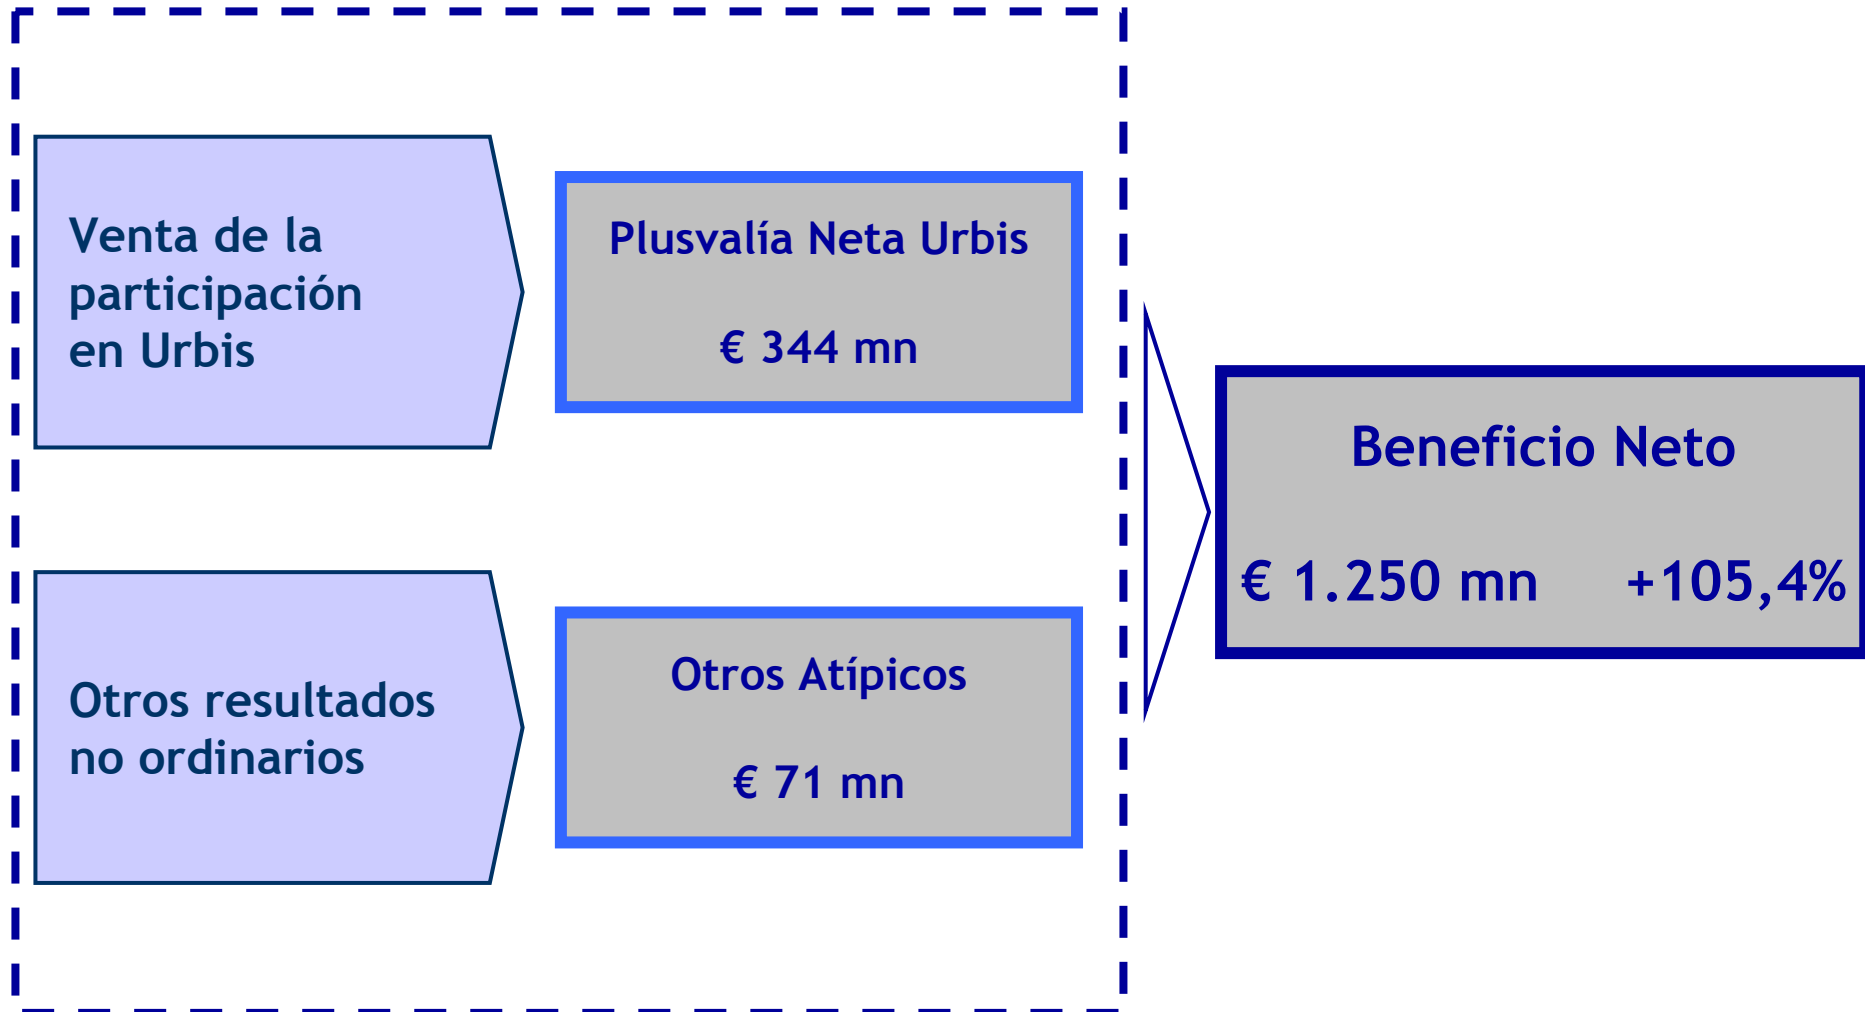 Venta de la
participación
en Urbis
Plusvalía Neta Urbis
€ 344 mn
Otros resultados
no ordinarios
Otros Atípicos
€ 71 mn
Beneficio Neto
€ 1.250 mn +105,4%